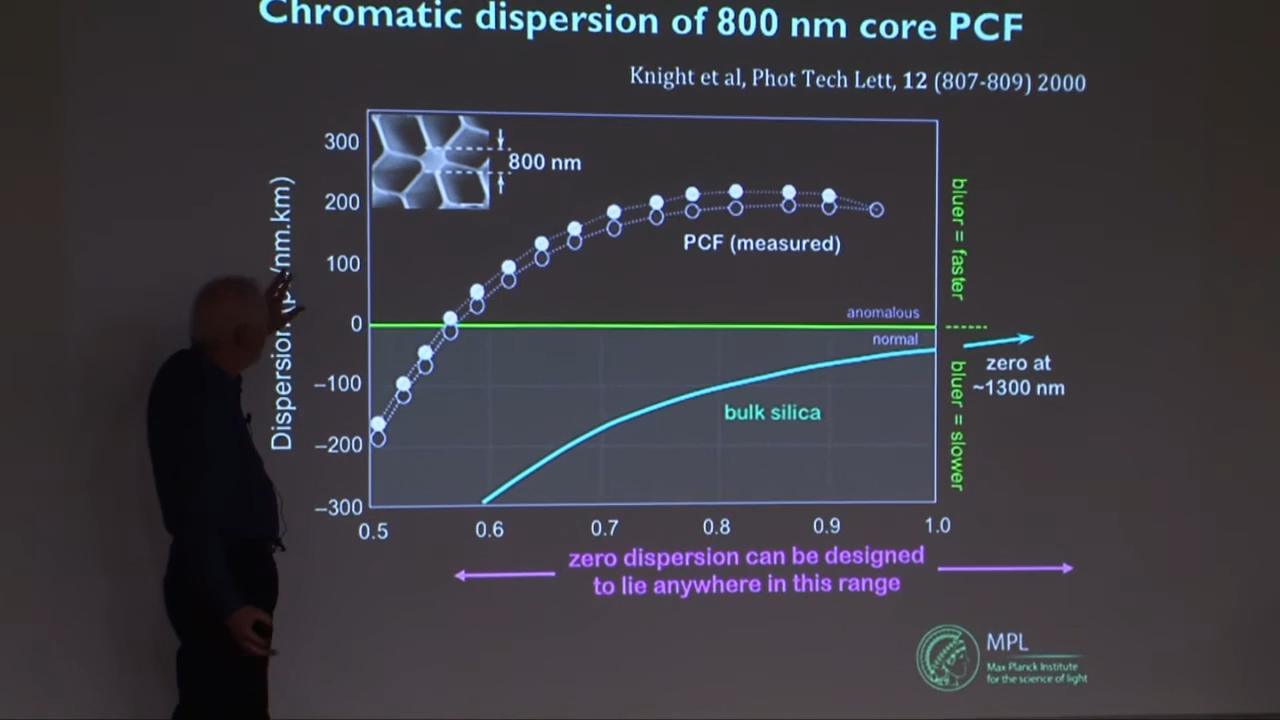 Chromatic dispersion of 800 nm core PCF
Knight et al, Phot Tech Lett, 12 (807-809) 2000
300
200
100
0
–100
–200
–300
Dispersion /nm.km)
800 nm
PCF (measured)
anomalous
normal
bulk silica
bluer = faster
bluer = slower
zero at
~1300 nm
0.5 0.6 0.7 0.8 0.9 1.0
zero dispersion can be designed
to lie anywhere in this range
MPL
Max Planck Institute
for the science of light